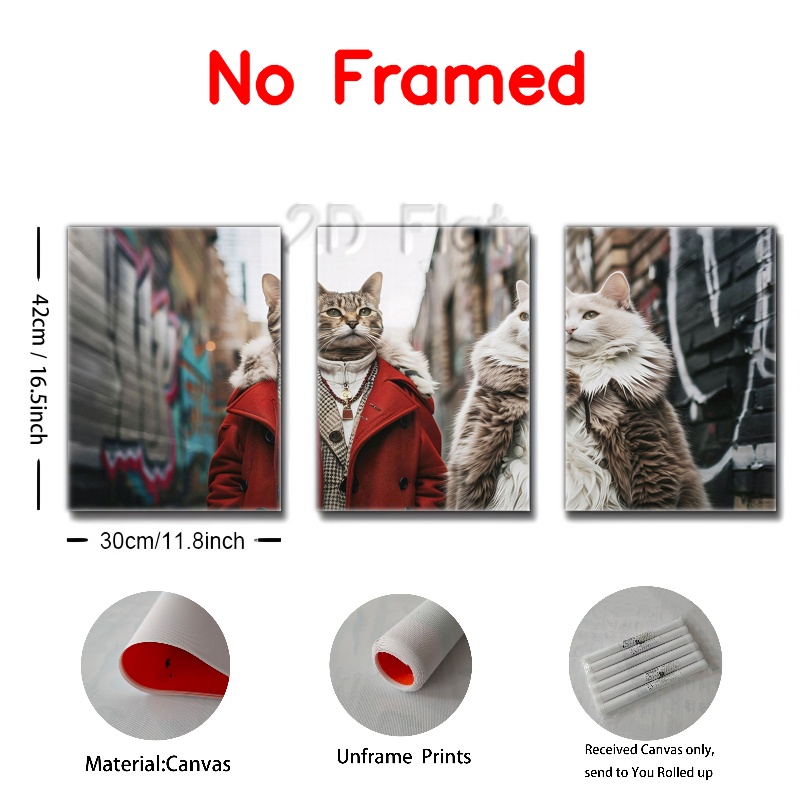 No Framed
2D Flat
42cm / 16.5inch
30cm/11.8inch
Material:Canvas
Unframe Prints
Received Canvas only,
send to You Rolled up